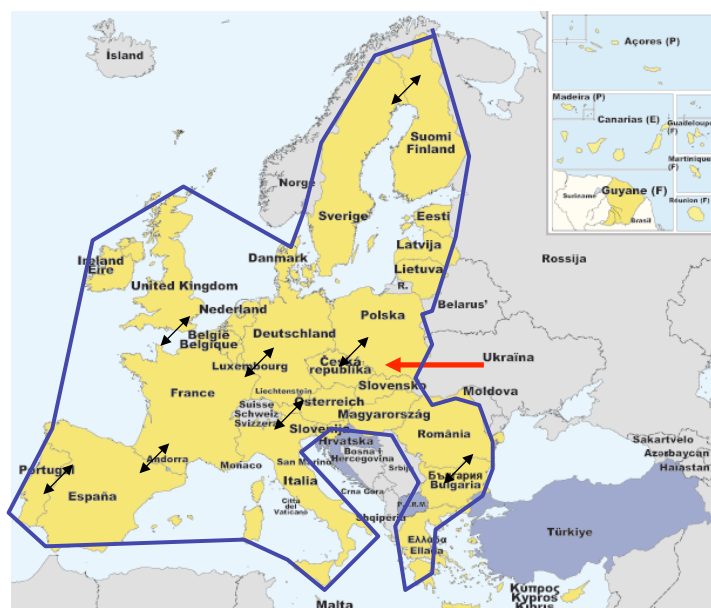 Ísland
Açores (P)
Madeira (P)
Canarias (E)
Guadeloupe
(F)
Martinique
(F)
Guyane (F)
Suriname
Brasil
Réunion (F)
Suomi
Finland
Norge
Sverige
Eesti
Latvija
Lietuva
R.
Rossija
Danmark
Ireland
Éire
United Kingdom
Nederland
België
Belgique
Deutschland
Polska
Belarus'
Luxembourg
Česká
republika
Ukraïna
Slovensko
Moldova
France
Liechtenstein
Österreich
Suisse
Schweiz
Svizzera
Magyarország
Slovenija
România
Hrvatska
Bosna i
Hercegovina
Srbija
San Marino
Monaco
Andorra
Portugal
España
Italia
Città
del
Vaticano
Crna Gora
България
Bulgaria
Shqipëria
Ελλάδα
Ellada
Türkiye
Sakartvelo
Azərbaycan
Haiastan
Κύπρος
Kypros
Kıbrıs
Malta